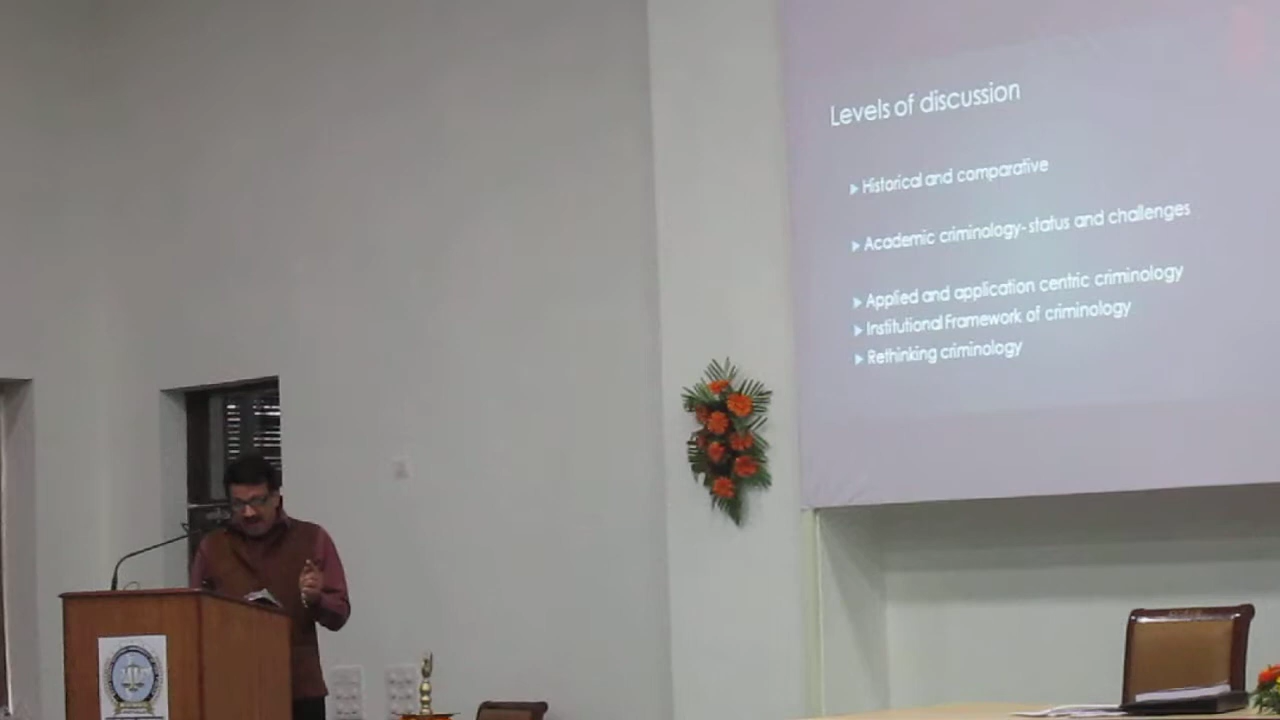 Levels of discussion
Historical and comparative
Academic criminology-status and challenges
Applied and application centric criminology
Institutional Framework of criminology
Rethinking criminology